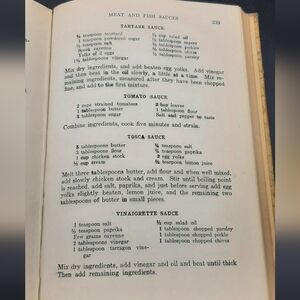 MEAT AND FISH SAUCES 233
TARTARE SAUCE
½ teaspoon mustard ½ cup salad oil
1 teaspoon powdered sugar 1 tablespoon capers
½ teaspoon salt 1 tablespoon pickles
Speck 1 tablespoon olives
Yolks of 2 eggs 1 tablespoon parsley
1½ tablespoons vinegar
Mix dry ingredients, and add beaten egg yolks. Add vinegar
and then beat in the oil slowly, a little at a time. Mix re-
maining ingredients, measured after they have been chopped
fine, and add to the first mixture.
TOMATO SAUCE
2 cups strained tomatoes 2 bay leaves
1 tablespoon butter 1 tablespoon flour
1 tablespoon sugar Salt and pepper to taste
Combine ingredients, cook five minutes and strain.
TOSCA SAUCE
5 tablespoons butter ¼ teaspoon salt
3 tablespoons flour ¼ teaspoon paprika
1 cup chicken stock 2 egg yolks
½ cup cream ½ teaspoon lemon juice
Melt three tablespoons butter, add flour and when well mixed,
add slowly chicken stock and cream. Stir until boiling point
is reached, add salt, paprika, and just before serving add egg
yolks slightly beaten, lemon juice, and the remaining two
tablespoons of butter in small pieces.
VINAIGRETTE SAUCE
1 teaspoon salt ½ cup salad oil
¼ teaspoon paprika 1 tablespoon chopped parsley
Few grains cayenne 1 tablespoon chopped pickle
2 tablespoons vinegar 1 tablespoon chopped chives
1 tablespoon tarragon vine-
gar
Mix dry ingredients, add vinegar and oil and beat until thick
Then add remaining ingredients.